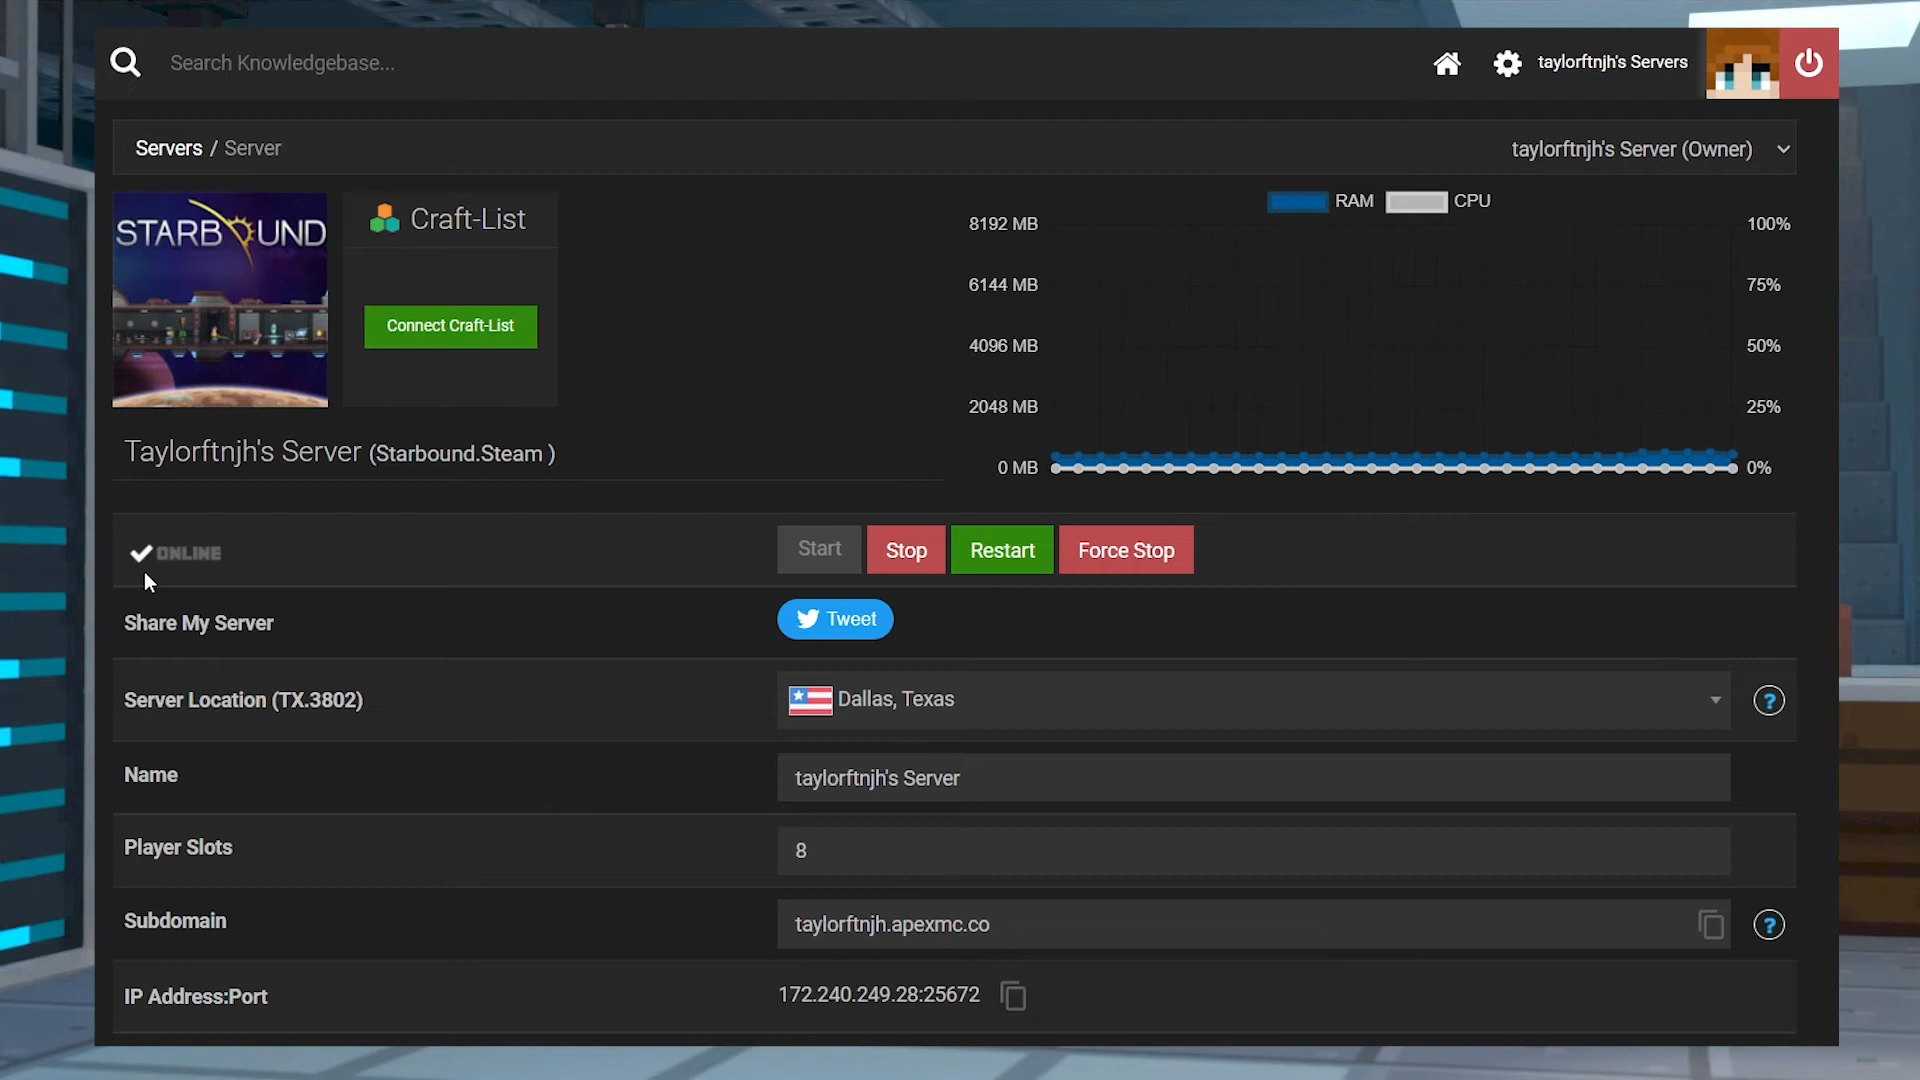 Search Knowledgebase...
taylorftnjh's Servers
Servers / Server
taylorftnjh's Server (Owner)
STARBOUND
Craft-List
Connect Craft-List
RAM CPU
8192 MB 100%
6144 MB 75%
4096 MB 50%
2048 MB 25%
0 MB 0%
Taylorftnjh's Server (Starbound.Steam )
ONLINE
Start Stop Restart Force Stop
Share My Server Tweet
Server Location (TX.3802) Dallas, Texas ?
Name taylorftnjh's Server
Player Slots 8
Subdomain taylorftnjh.apexmc.co ?
IP Address:Port 172.240.249.28:25672